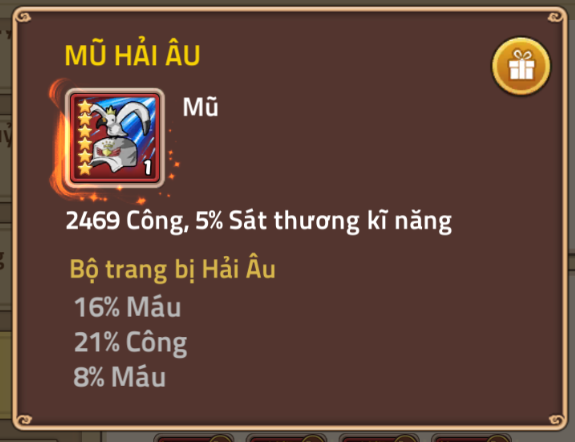 MŨ HẢI ÂU
Mũ
1
2469 Công, 5% Sát thương kĩ năng
Bộ trang bị Hải Âu
16% Máu
21% Công
8% Máu